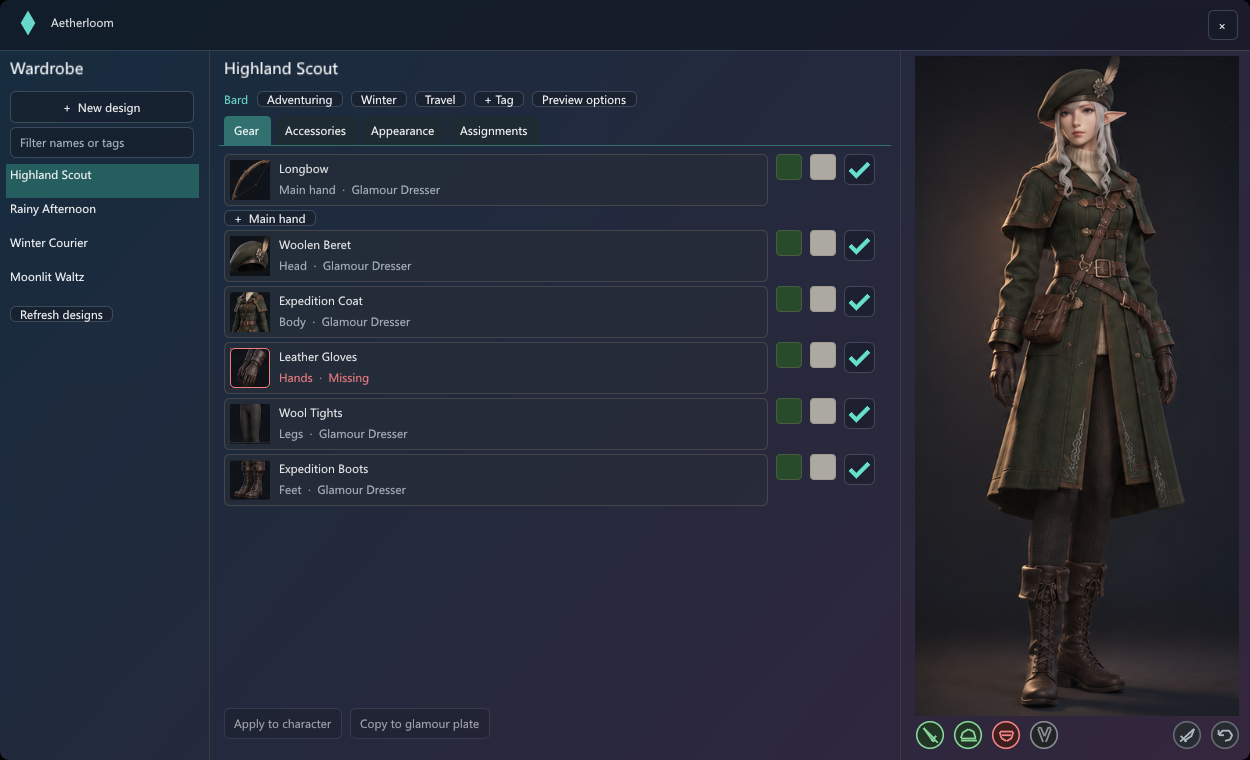 Aetherloom
×
Wardrobe
+ New design
Filter names or tags
Highland Scout
Rainy Afternoon
Winter Courier
Moonlit Waltz
Refresh designs
Highland Scout
Bard Adventuring Winter Travel + Tag Preview options
Gear Accessories Appearance Assignments
Longbow
Main hand · Glamour Dresser
+ Main hand
Woolen Beret
Head · Glamour Dresser
Expedition Coat
Body · Glamour Dresser
Leather Gloves
Hands · Missing
Wool Tights
Legs · Glamour Dresser
Expedition Boots
Feet · Glamour Dresser
Apply to character Copy to glamour plate